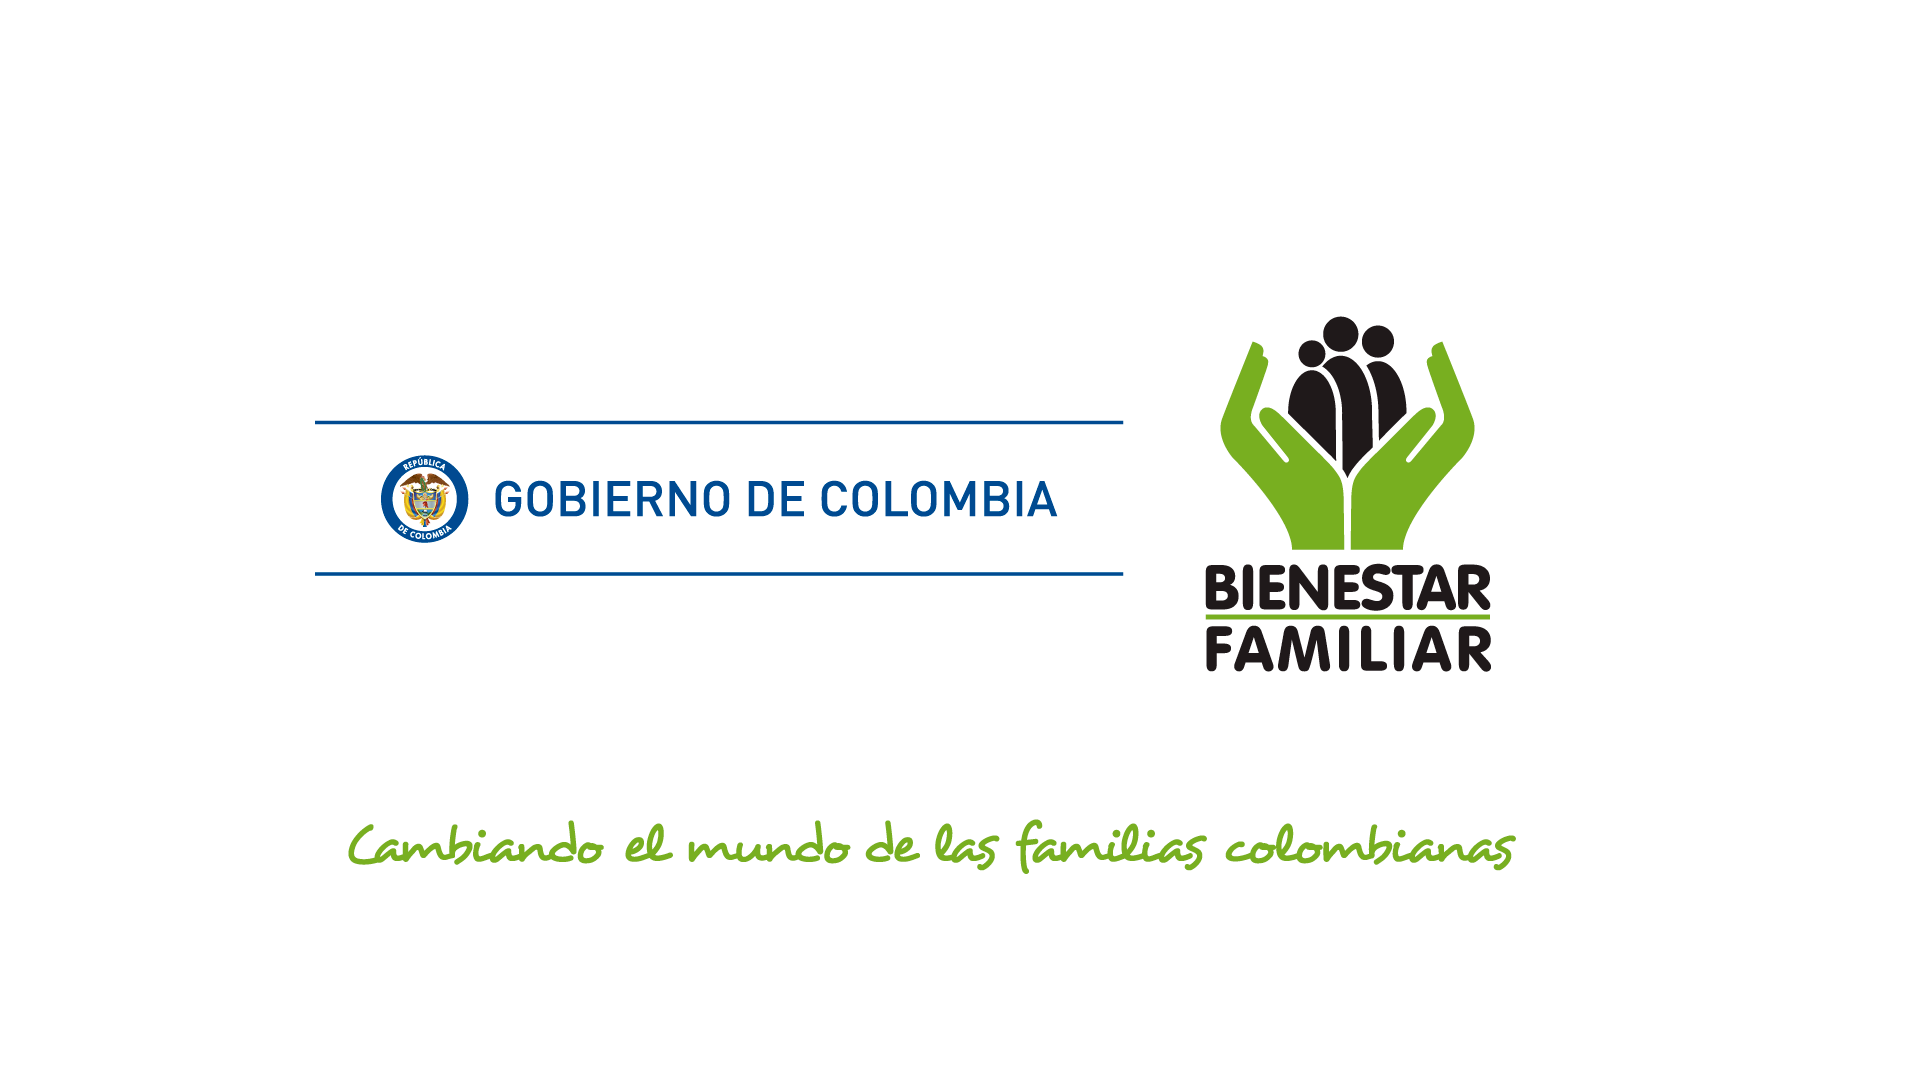 REPÚBLICA
DE COLOMBIA
GOBIERNO DE COLOMBIA
BIENESTAR
FAMILIAR
Cambiando el mundo de las familias colombianas